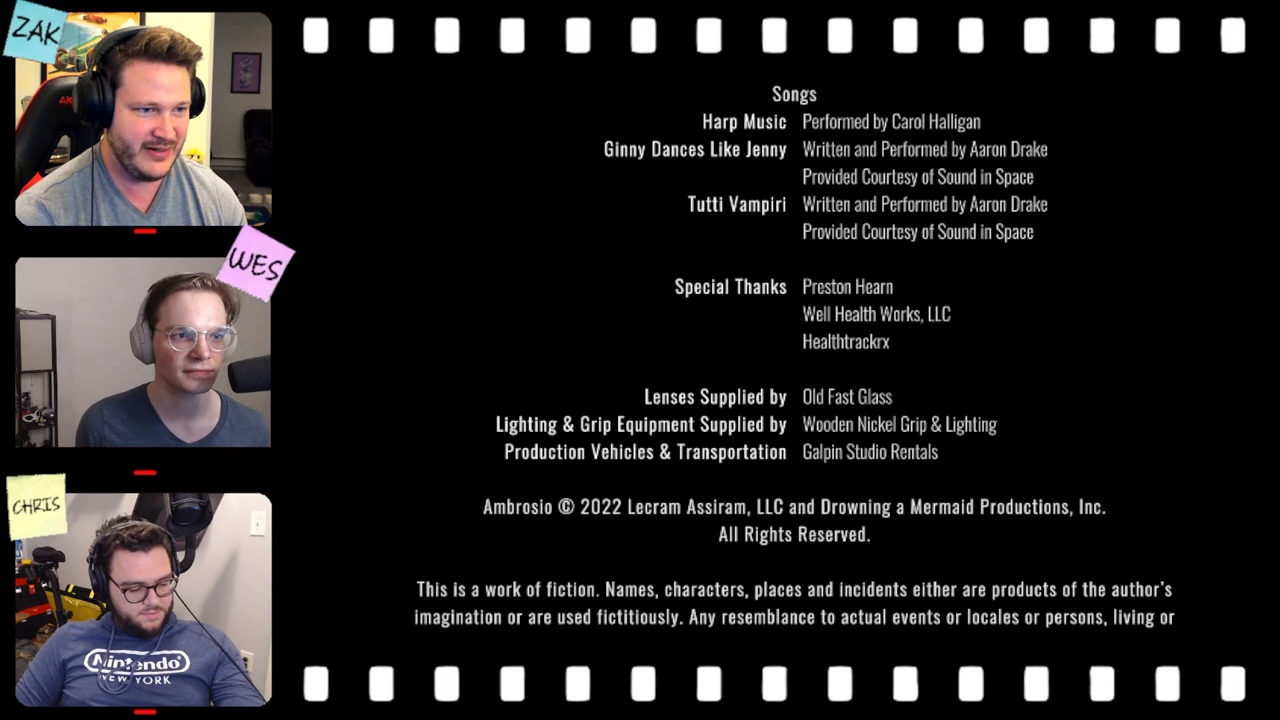 ZAK
WES
CHRIS
Nintendo
NEW YORK
Songs
Harp Music Performed by Carol Halligan
Ginny Dances Like Jenny Written and Performed by Aaron Drake
Provided Courtesy of Sound in Space
Tutti Vampiri Written and Performed by Aaron Drake
Provided Courtesy of Sound in Space
Special Thanks Preston Hearn
Well Health Works, LLC
Healthtrackrx
Lenses Supplied by Old Fast Glass
Lighting & Grip Equipment Supplied by Wooden Nickel Grip & Lighting
Production Vehicles & Transportation Galpin Studio Rentals
Ambrosio © 2022 Lecram Assiram, LLC and Drowning a Mermaid Productions, Inc.
All Rights Reserved.
This is a work of fiction. Names, characters, places and incidents either are products of the author's
imagination or are used fictitiously. Any resemblance to actual events or locales or persons, living or